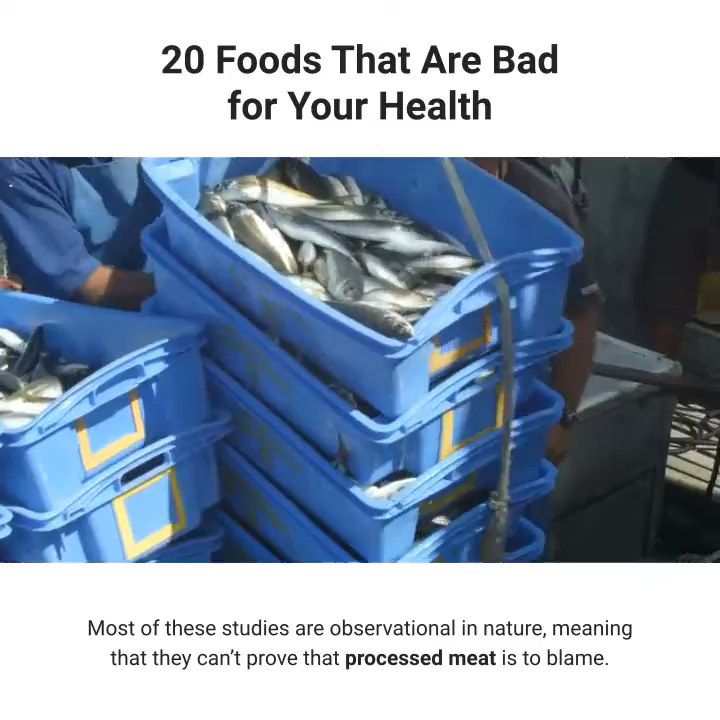 20 Foods That Are Bad
for Your Health
Most of these studies are observational in nature, meaning
that they can’t prove that processed meat is to blame.